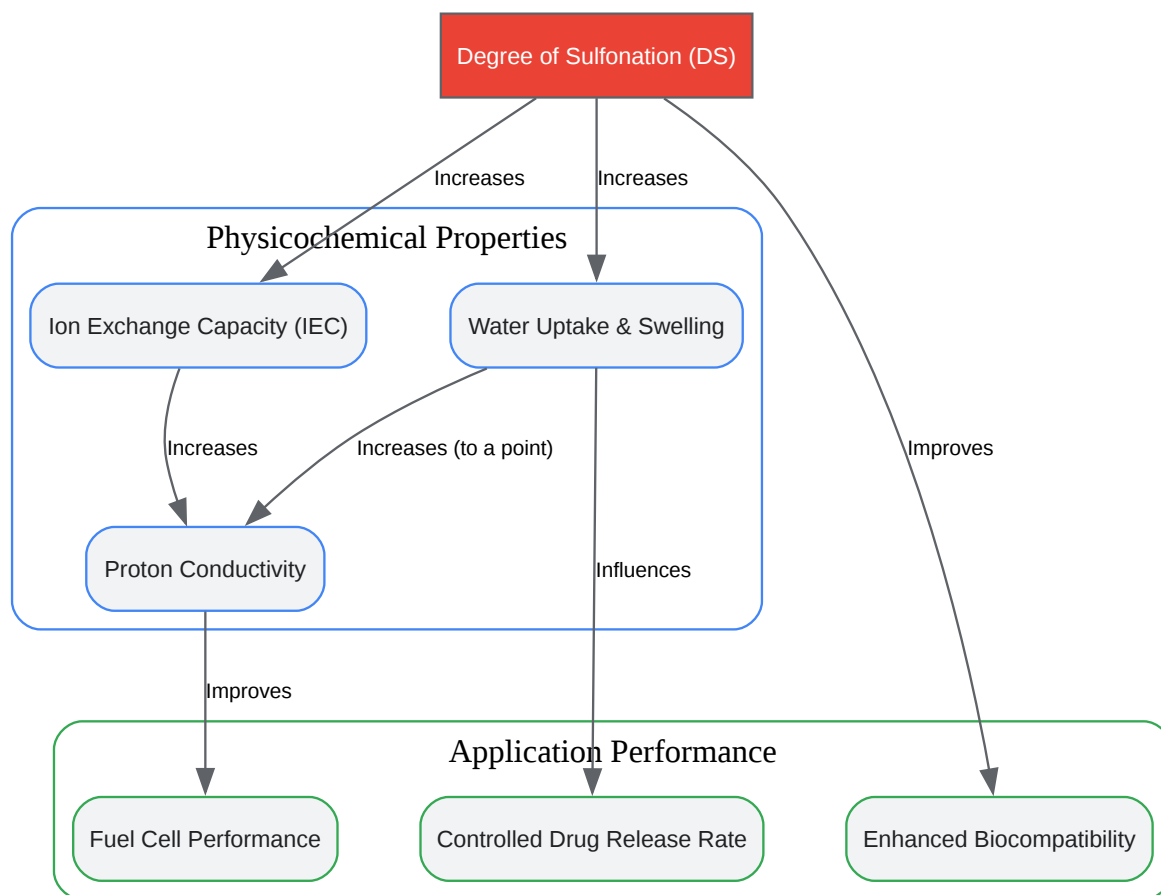 Degree of Sulfonation (DS)
Increases
Increases
Physicochemical Properties
Ion Exchange Capacity (IEC)
Water Uptake & Swelling
Increases
Increases (to a point)
Improves
Proton Conductivity
Influences
Improves
Application Performance
Fuel Cell Performance
Controlled Drug Release Rate
Enhanced Biocompatibility